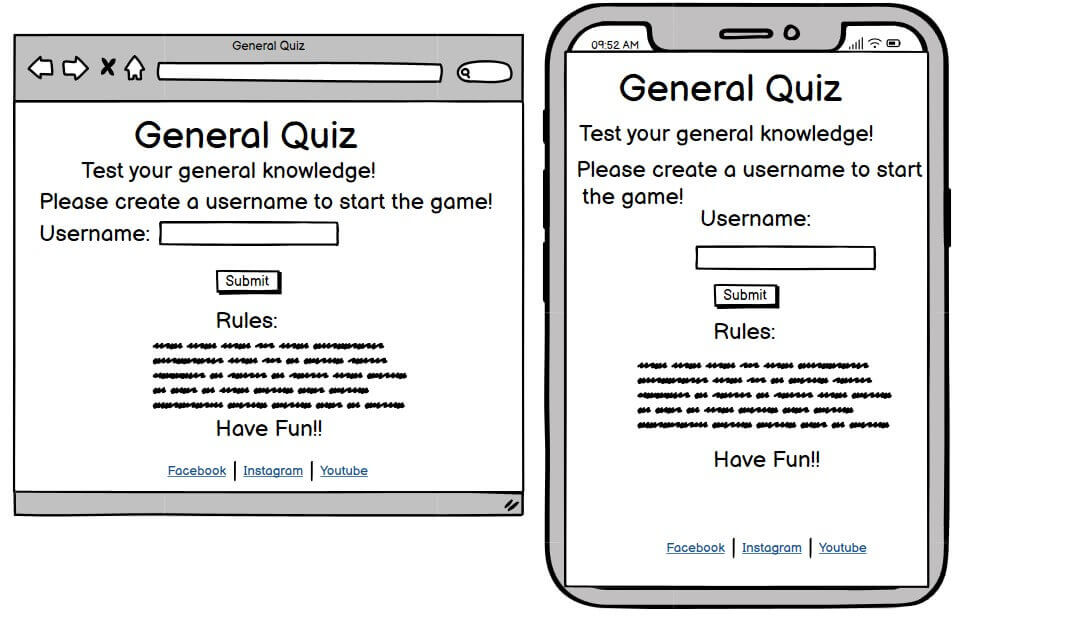 General Quiz
General Quiz
Test your general knowledge!
Please create a username to start the game!
Username:
Submit
Rules:
Have Fun!!
Facebook | Instagram | Youtube
09:52 AM
General Quiz
Test your general knowledge!
Please create a username to start
the game!
Username:
Submit
Rules:
Have Fun!!
Facebook | Instagram | Youtube